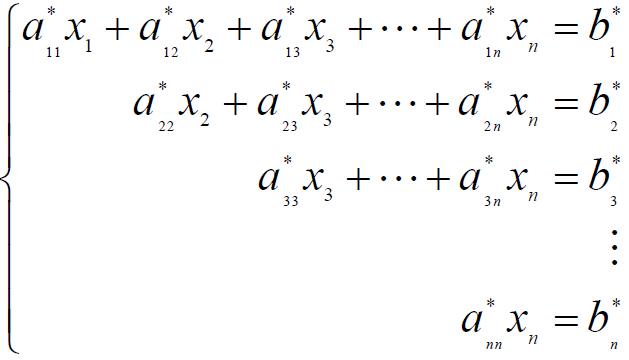 a*₁₁x₁ + a*₁₂x₂ + a*₁₃x₃ + ⋯ + a*₁ₙxₙ = b*₁
a*₂₂x₂ + a*₂₃x₃ + ⋯ + a*₂ₙxₙ = b*₂
a*₃₃x₃ + ⋯ + a*₃ₙxₙ = b*₃
⋮
a*ₙₙxₙ = b*ₙ